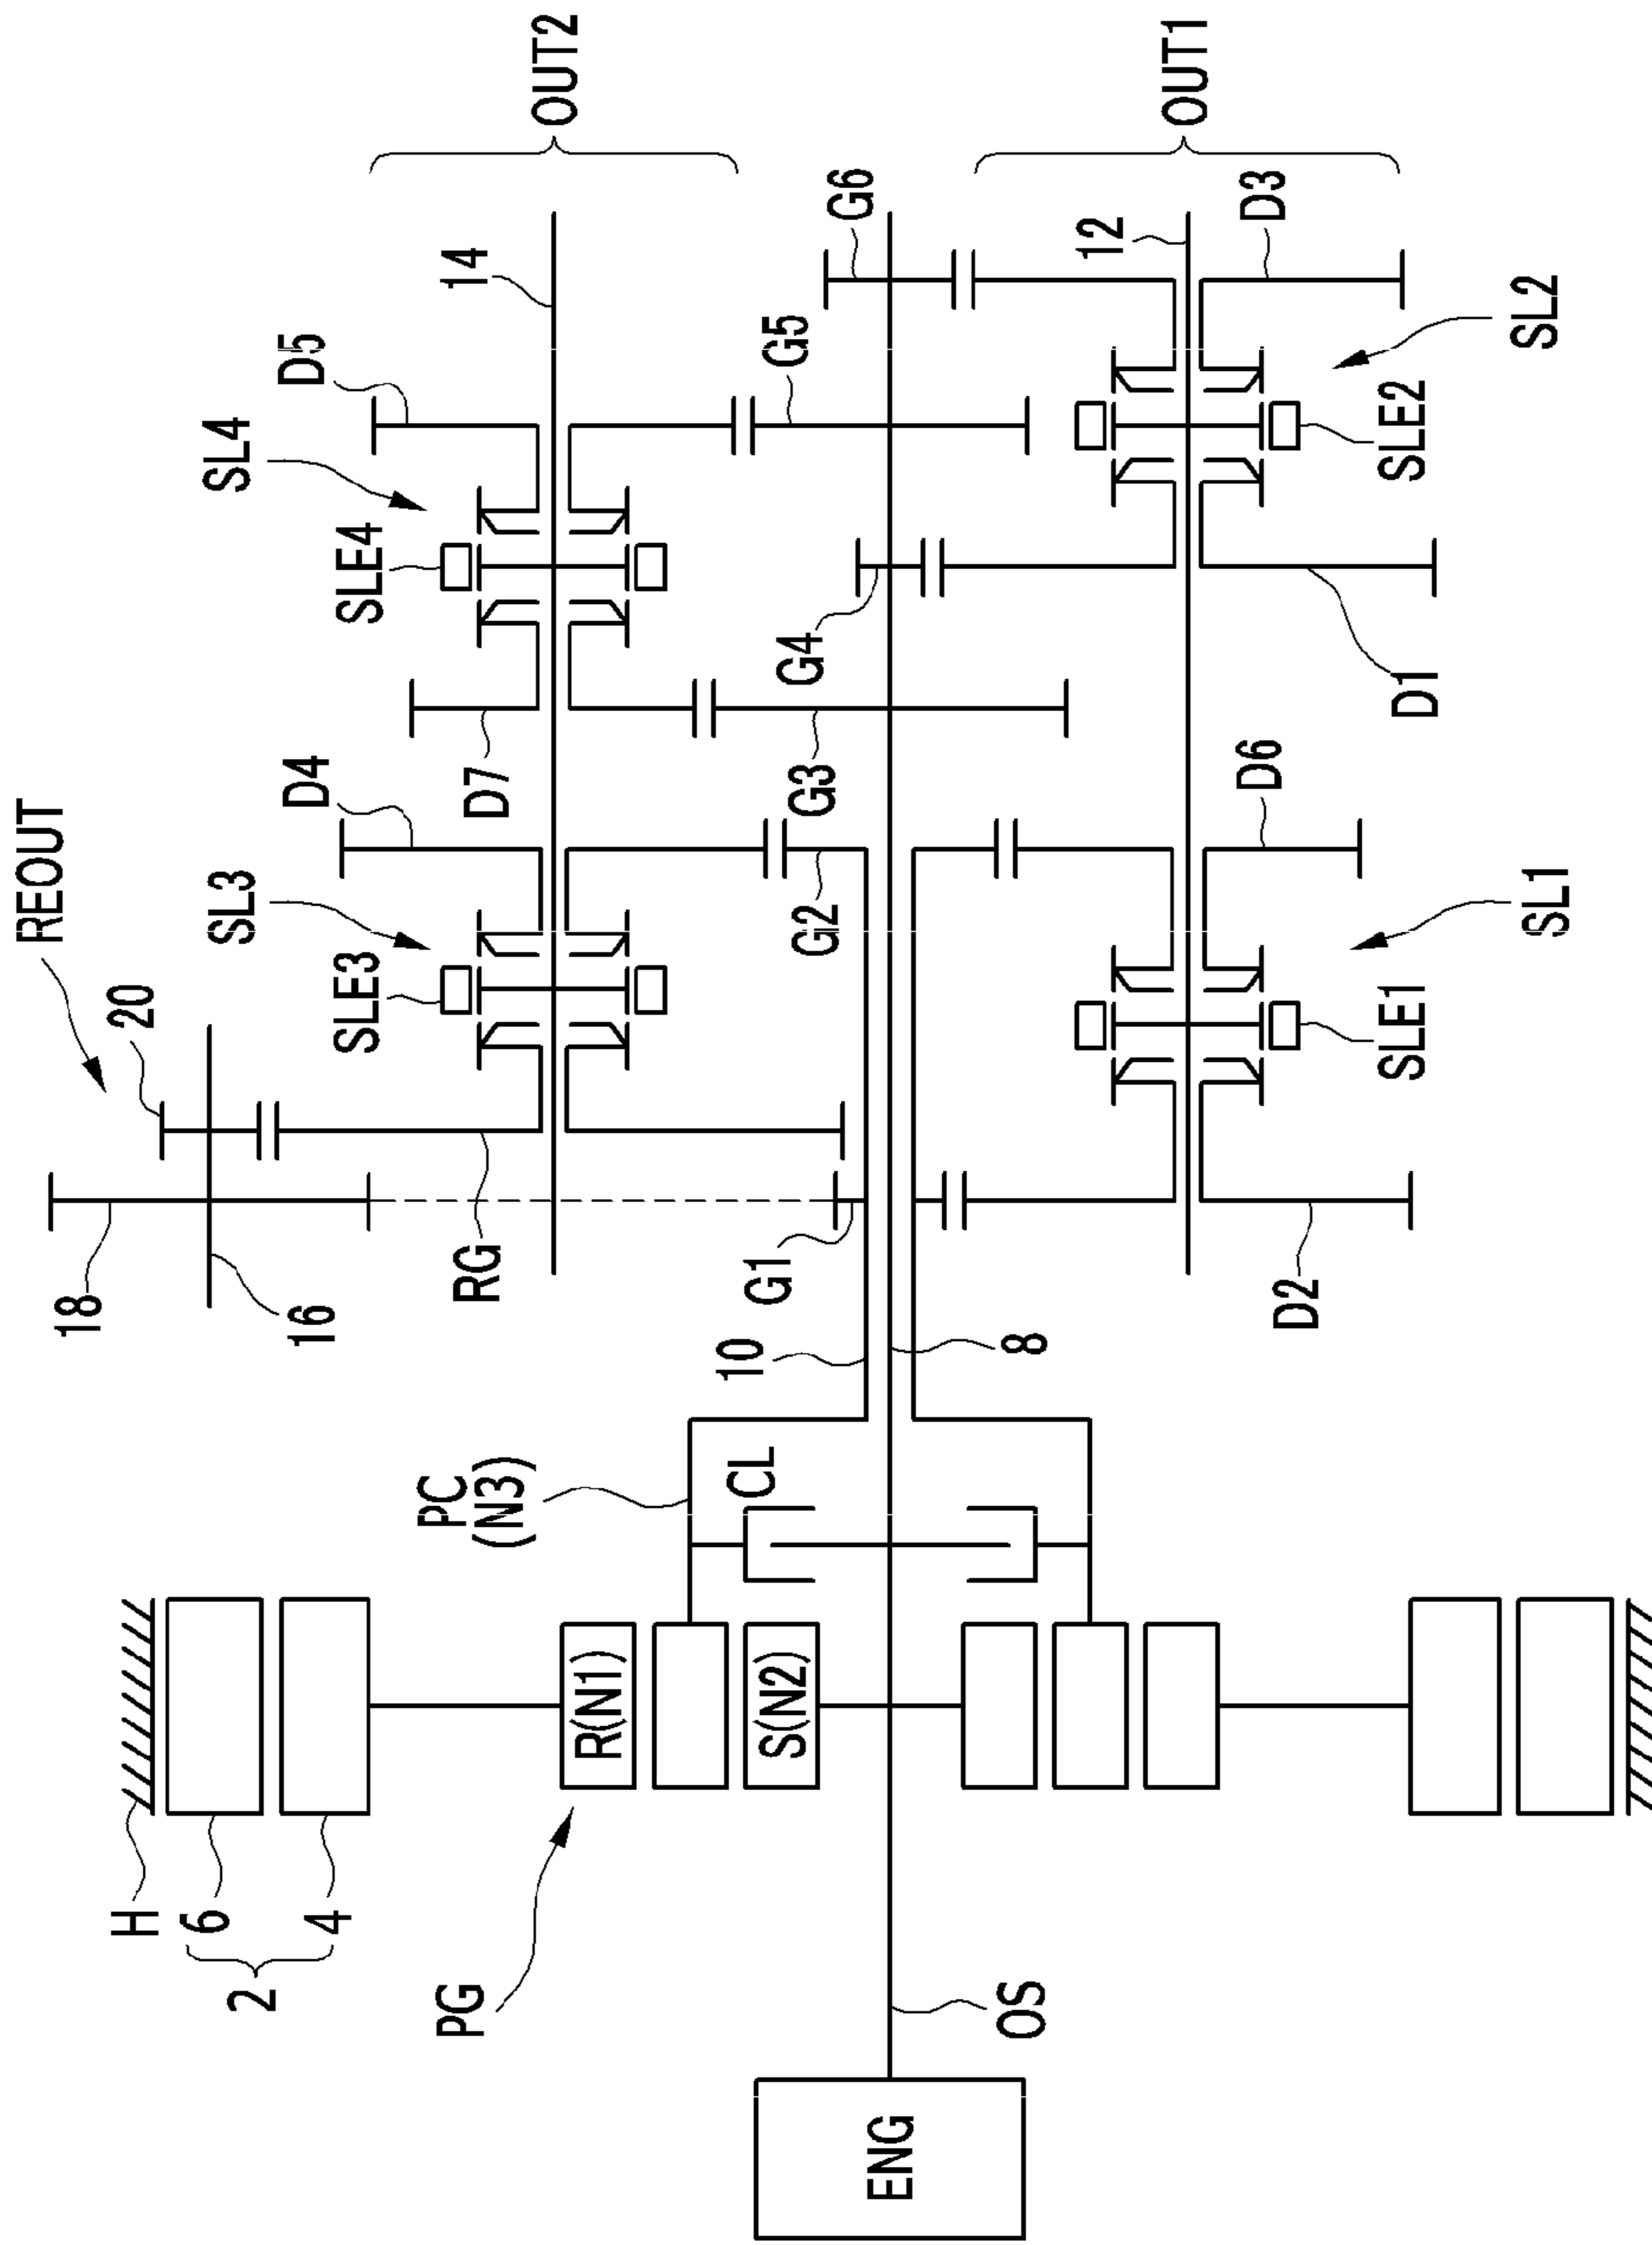 OUT2
OUT1
G6
D3
12
14
SL2
D5
G5
SL4
SLE2
SLE4
G4
D1
D7
D4
G3
D6
REOUT
SL3
G2
SL1
SLE3
SLE1
20
RG
G1
D2
18
16
10
8
PC
(N3)
CL
R(N1)
S(N2)
H
6
4
2
PG
OS
ENG